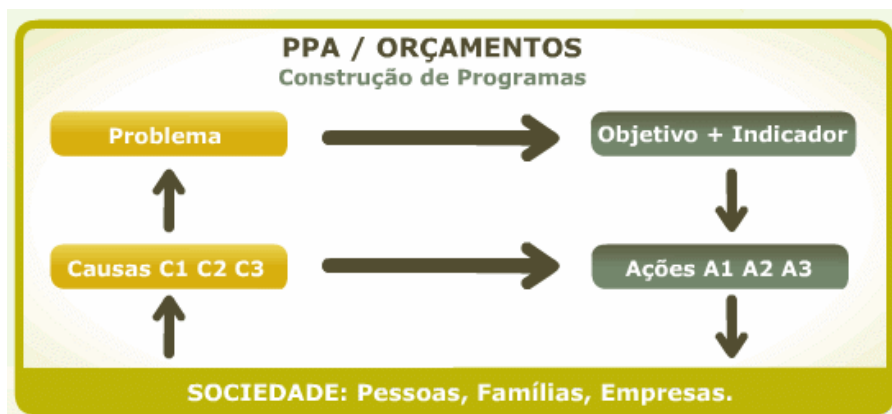 PPA / ORÇAMENTOS
Construção de Programas
Problema
Objetivo + Indicador
Causas C1 C2 C3
Ações A1 A2 A3
SOCIEDADE: Pessoas, Famílias, Empresas.